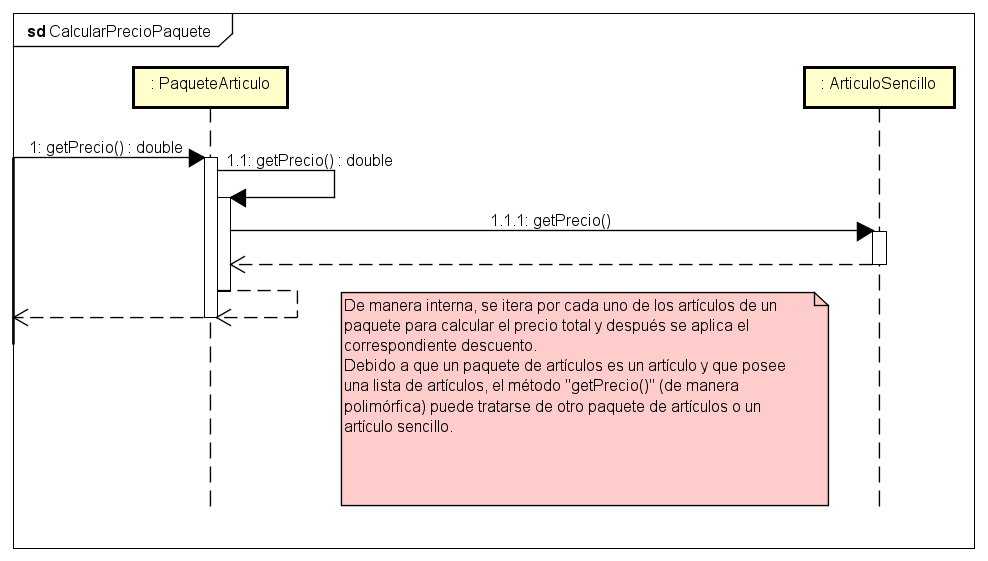 sd CalcularPrecioPaquete
: PaqueteArticulo
: ArticuloSencillo
1: getPrecio() : double
1.1: getPrecio() : double
1.1.1: getPrecio()
De manera interna, se itera por cada uno de los artículos de un
paquete para calcular el precio total y después se aplica el
correspondiente descuento.
Debido a que un paquete de artículos es un artículo y que posee
una lista de artículos, el método "getPrecio()" (de manera
polimórfica) puede tratarse de otro paquete de artículos o un
artículo sencillo.